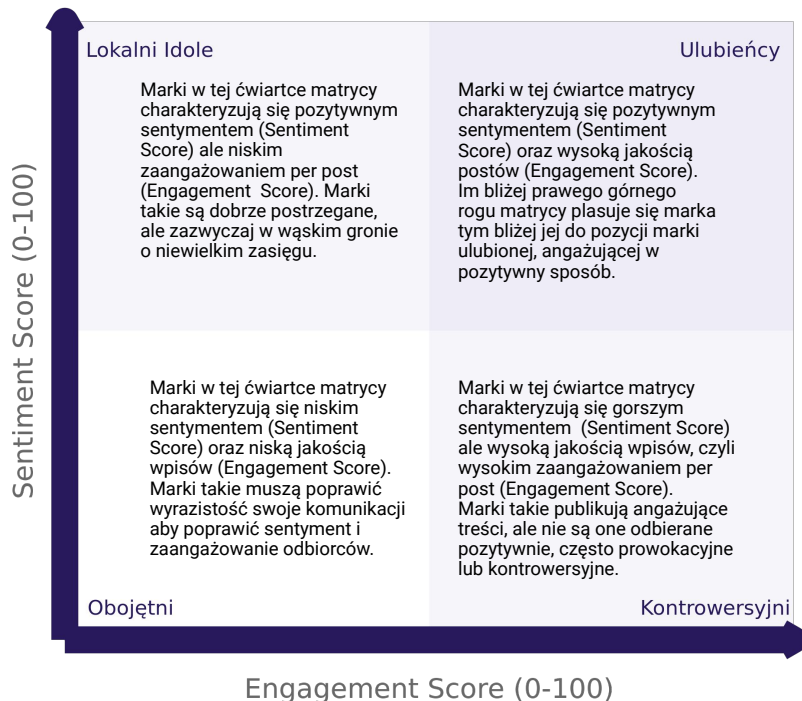 Lokalni Idole
Marki w tej ćwiartce matrycy
charakteryzują się pozytywnym
sentymentem (Sentiment
Score) ale niskim
zaangażowaniem per post
(Engagement  Score). Marki
takie są dobrze postrzegane,
ale zazwyczaj w wąskim gronie
o niewielkim zasięgu.
Ulubieńcy
Marki w tej ćwiartce matrycy
charakteryzują się pozytywnym
sentymentem (Sentiment
Score) oraz wysoką jakością
postów (Engagement Score).
Im bliżej prawego górnego
rogu matrycy plasuje się marka
tym bliżej jej do pozycji marki
ulubionej, angażującej w
pozytywny sposób.
Sentiment Score (0-100)
Marki w tej ćwiartce matrycy
charakteryzują się niskim
sentymentem (Sentiment
Score) oraz niską jakością
wpisów (Engagement Score).
Marki takie muszą poprawić
wyrazistość swoje komunikacji
aby poprawić sentyment i
zaangażowanie odbiorców.
Obojętni
Marki w tej ćwiartce matrycy
charakteryzują się gorszym
sentymentem  (Sentiment Score)
ale wysoką jakością wpisów, czyli
wysokim zaangażowaniem per
post (Engagement Score).
Marki takie publikują angażujące
treści, ale nie są one odbierane
pozytywnie, często prowokacyjne
lub kontrowersyjne.
Kontrowersyjni
Engagement Score (0-100)